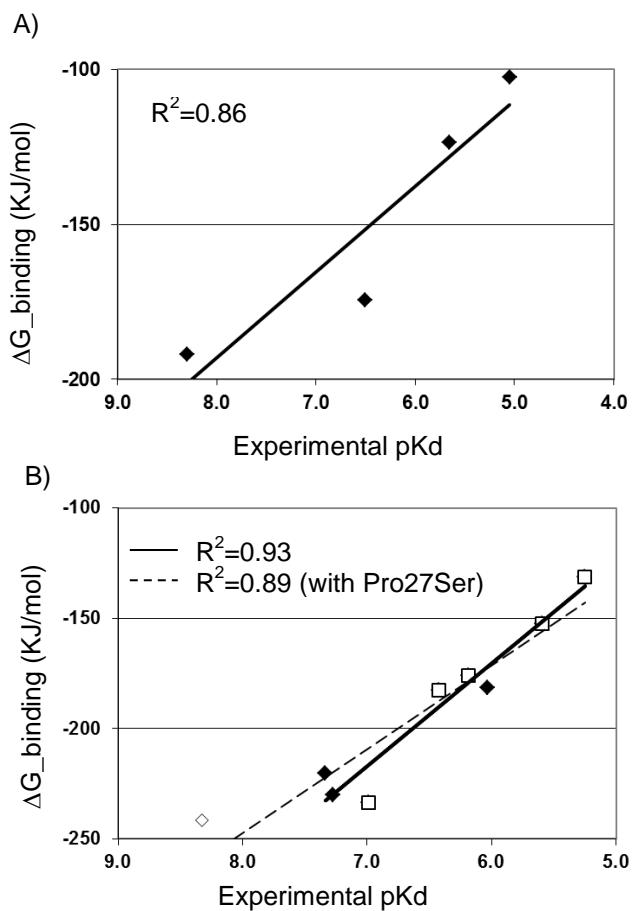 A)
-100
R²=0.86
-150
-200
9.0 8.0 7.0 6.0 5.0 4.0
ΔG_binding (KJ/mol)
Experimental pKd
B)
-100
R²=0.93
R²=0.89 (with Pro27Ser)
-150
-200
-250
9.0 8.0 7.0 6.0 5.0
ΔG_binding (KJ/mol)
Experimental pKd